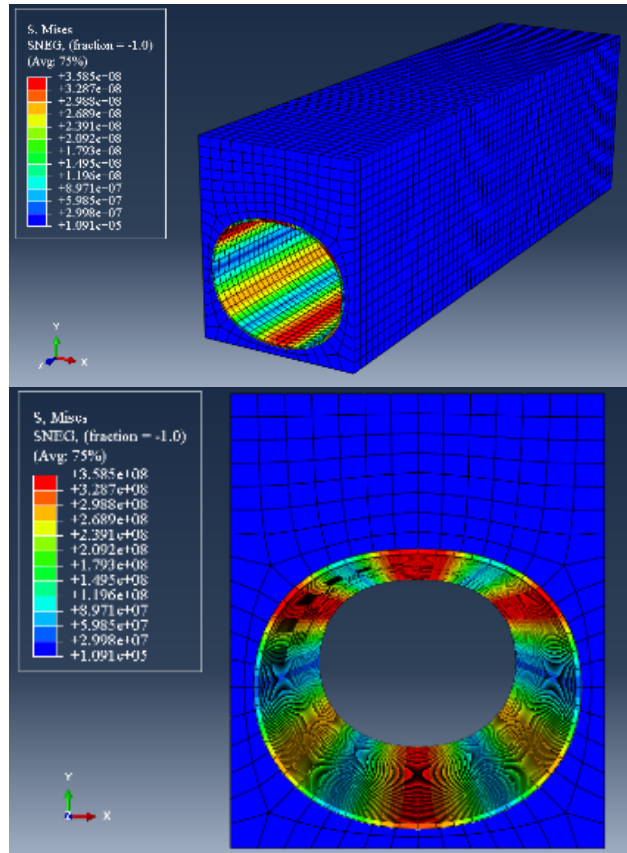 S, Mises
SNEG, (fraction = -1.0)
(Avg: 75%)
+3.585e-08
+3.287e-08
+2.988e-08
+2.689e-08
+2.391e-08
+2.092e-08
+1.793e-08
+1.495e-08
+1.196e-08
+8.971e-07
+5.985e-07
+2.998e-07
+1.091e-05
Y
Z
X
S, Mises
SNEG, (fraction = -1.0)
(Avg: 75%)
+3.585e+08
+3.287e+08
+2.988e+08
+2.689e+08
+2.391e+08
+2.092e+08
+1.793e+08
+1.495e+08
+1.196e+08
+8.971e+07
+5.985e+07
+2.998e+07
+1.091e+05
Y
Z
X